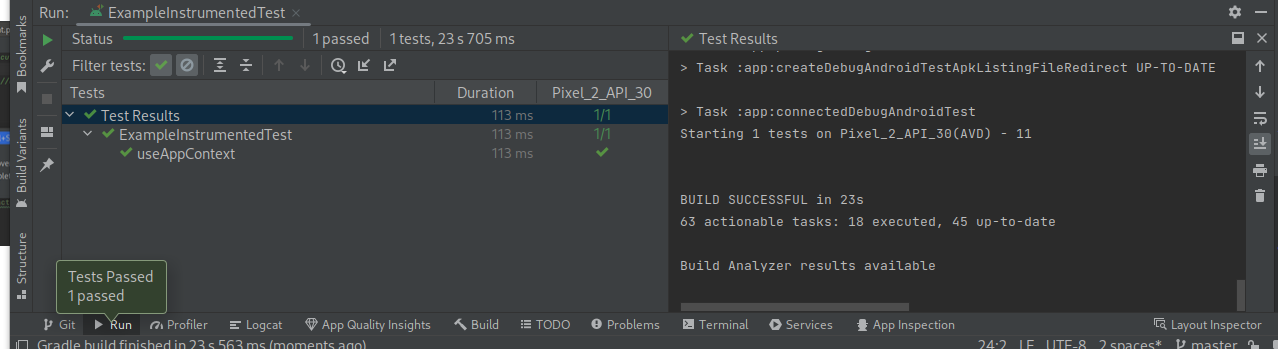 Run: ExampleInstrumentedTest
Status 1 passed 1 tests, 23 s 705 ms
Filter tests:
Tests Duration Pixel_2_API_30
Test Results 113 ms 1/1
ExampleInstrumentedTest 113 ms 1/1
useAppContext 113 ms
Test Results
> Task :app:createDebugAndroidTestApkListingFileRedirect UP-TO-DATE
> Task :app:connectedDebugAndroidTest
Starting 1 tests on Pixel_2_API_30(AVD) - 11
BUILD SUCCESSFUL in 23s
63 actionable tasks: 18 executed, 45 up-to-date
Build Analyzer results available
Bookmarks
Build Variants
Structure
Tests Passed
1 passed
Git Run Profiler Logcat App Quality Insights Build TODO Problems Terminal Services App Inspection Layout Inspector
Gradle build finished in 23 s 563 ms (moments ago) 24:2 LF UTF-8 2 spaces* master